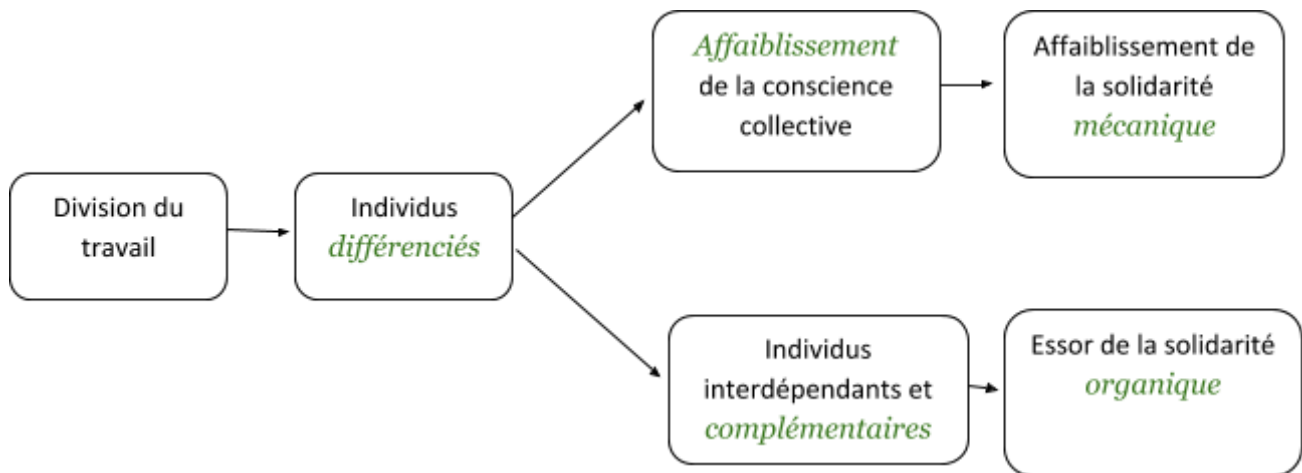 Division du
travail
Individus
différenciés
Affaiblissement
de la conscience
collective
Affaiblissement de
la solidarité
mécanique
Individus
interdépendants et
complémentaires
Essor de la solidarité
organique